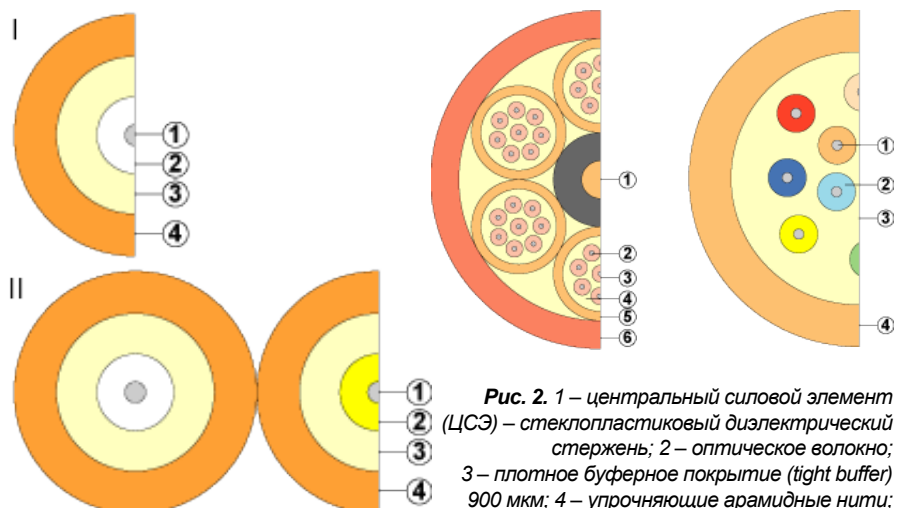 I
1
2
3
4
II
1
2
3
4
1
2
3
4
5
6
1
2
3
4
Рис. 2. 1 – центральный силовой элемент
(ЦСЭ) – стеклопластиковый диэлектрический
стержень; 2 – оптическое волокно;
3 – плотное буферное покрытие (tight buffer)
900 мкм; 4 – упрочняющие арамидные нити;